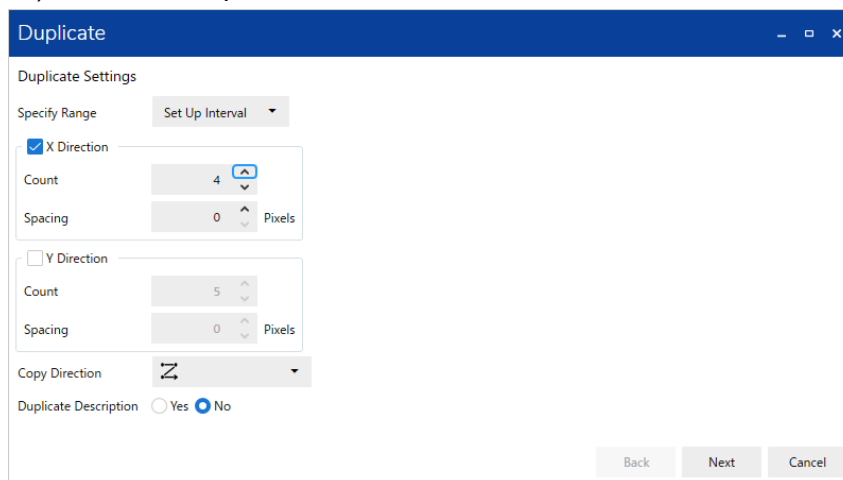 Duplicate
Duplicate Settings
Specify Range Set Up Interval
X Direction
Count 4
Spacing 0 Pixels
Y Direction
Count 5
Spacing 0 Pixels
Copy Direction
Duplicate Description Yes No
Back Next Cancel